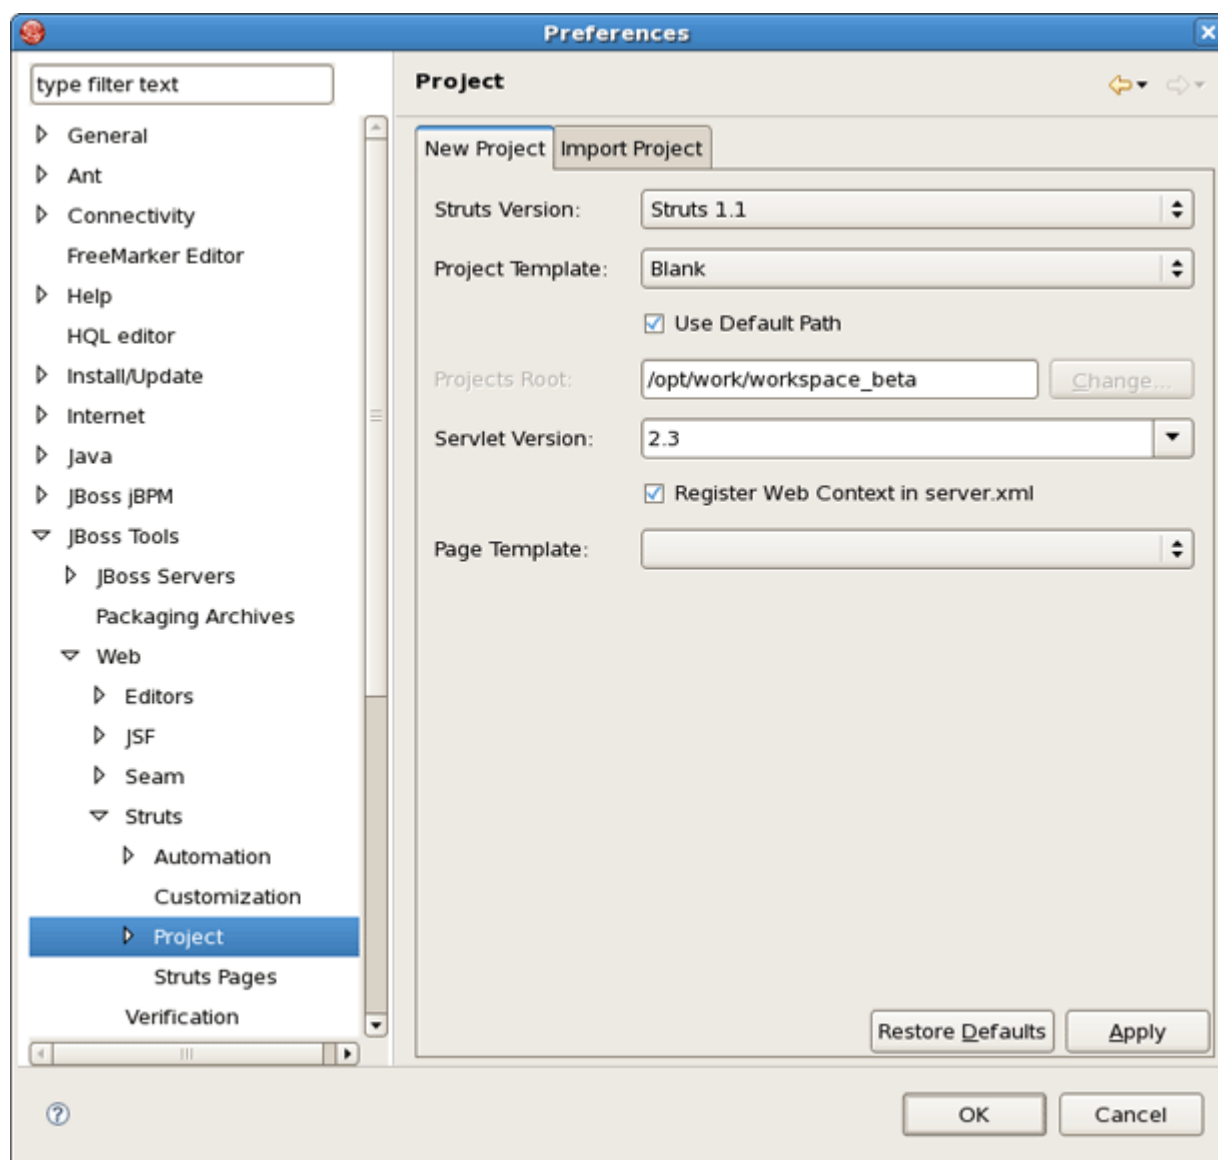 Preferences
type filter text
General
Ant
Connectivity
FreeMarker Editor
Help
HQL editor
Install/Update
Internet
Java
JBoss jBPM
JBoss Tools
JBoss Servers
Packaging Archives
Web
Editors
JSF
Seam
Struts
Automation
Customization
Project
Struts Pages
Verification
Project
New Project Import Project
Struts Version: Struts 1.1
Project Template: Blank
Use Default Path
Projects Root: /opt/work/workspace_beta Change...
Servlet Version: 2.3
Register Web Context in server.xml
Page Template:
Restore Defaults Apply
OK Cancel